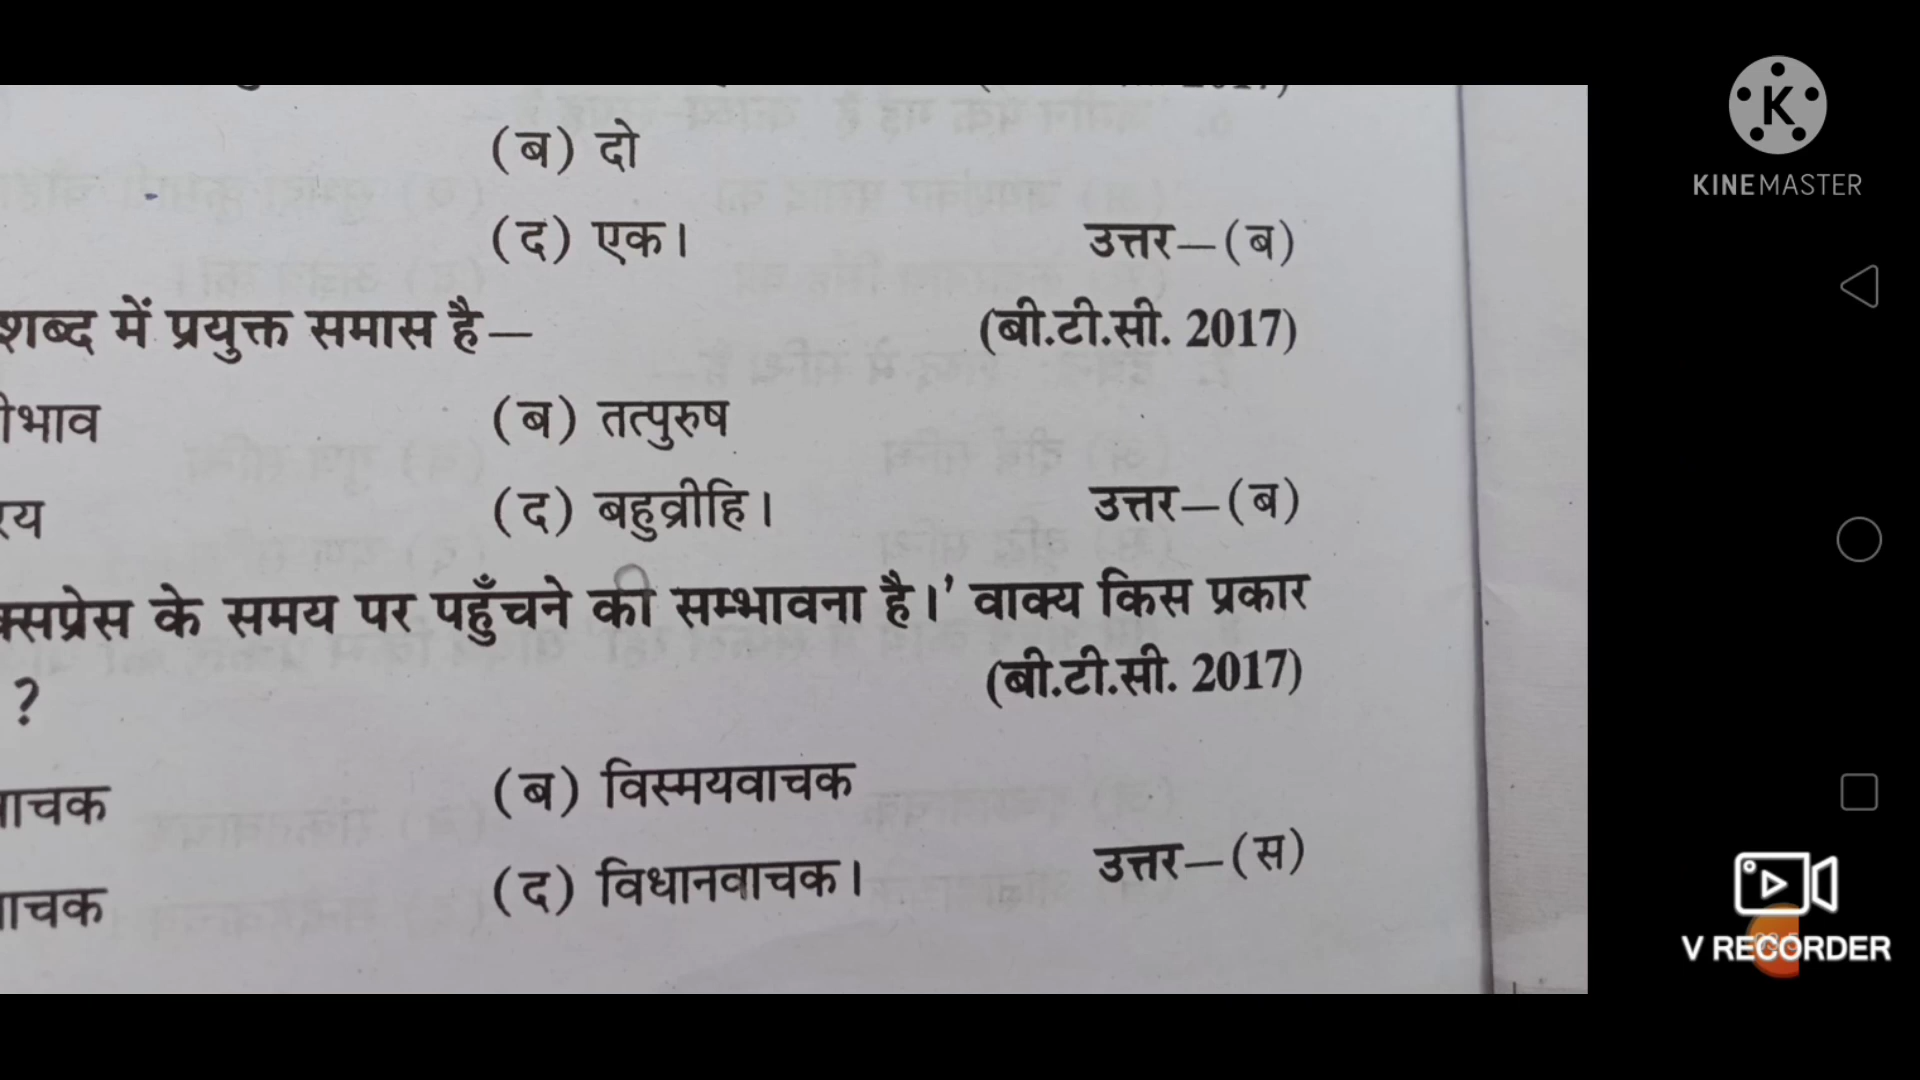 (ब) दो
(द) एक। उत्तर—(ब)
शब्द में प्रयुक्त समास है— (बी.टी.सी. 2017)
भाव (ब) तत्पुरुष
रय (द) बहुव्रीहि। उत्तर—(ब)
क्सप्रेस के समय पर पहुँचने की सम्भावना है।' वाक्य किस प्रकार
? (बी.टी.सी. 2017)
वाचक (ब) विस्मयवाचक
वाचक (द) विधानवाचक। उत्तर—(स)
KINEMASTER
V RECORDER